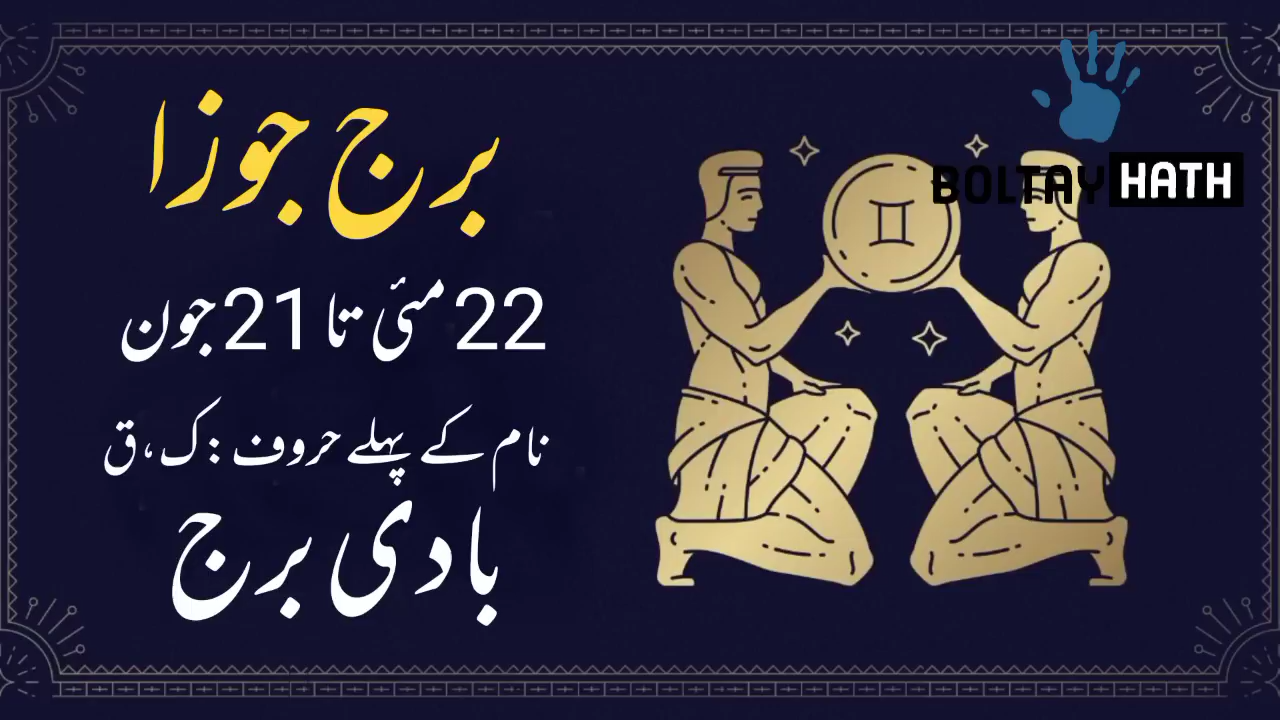 برج جوزا
22 مئی تا 21 جون
نام کے پہلے حروف : ک، ق
بادی برج
BOLTAY HATH